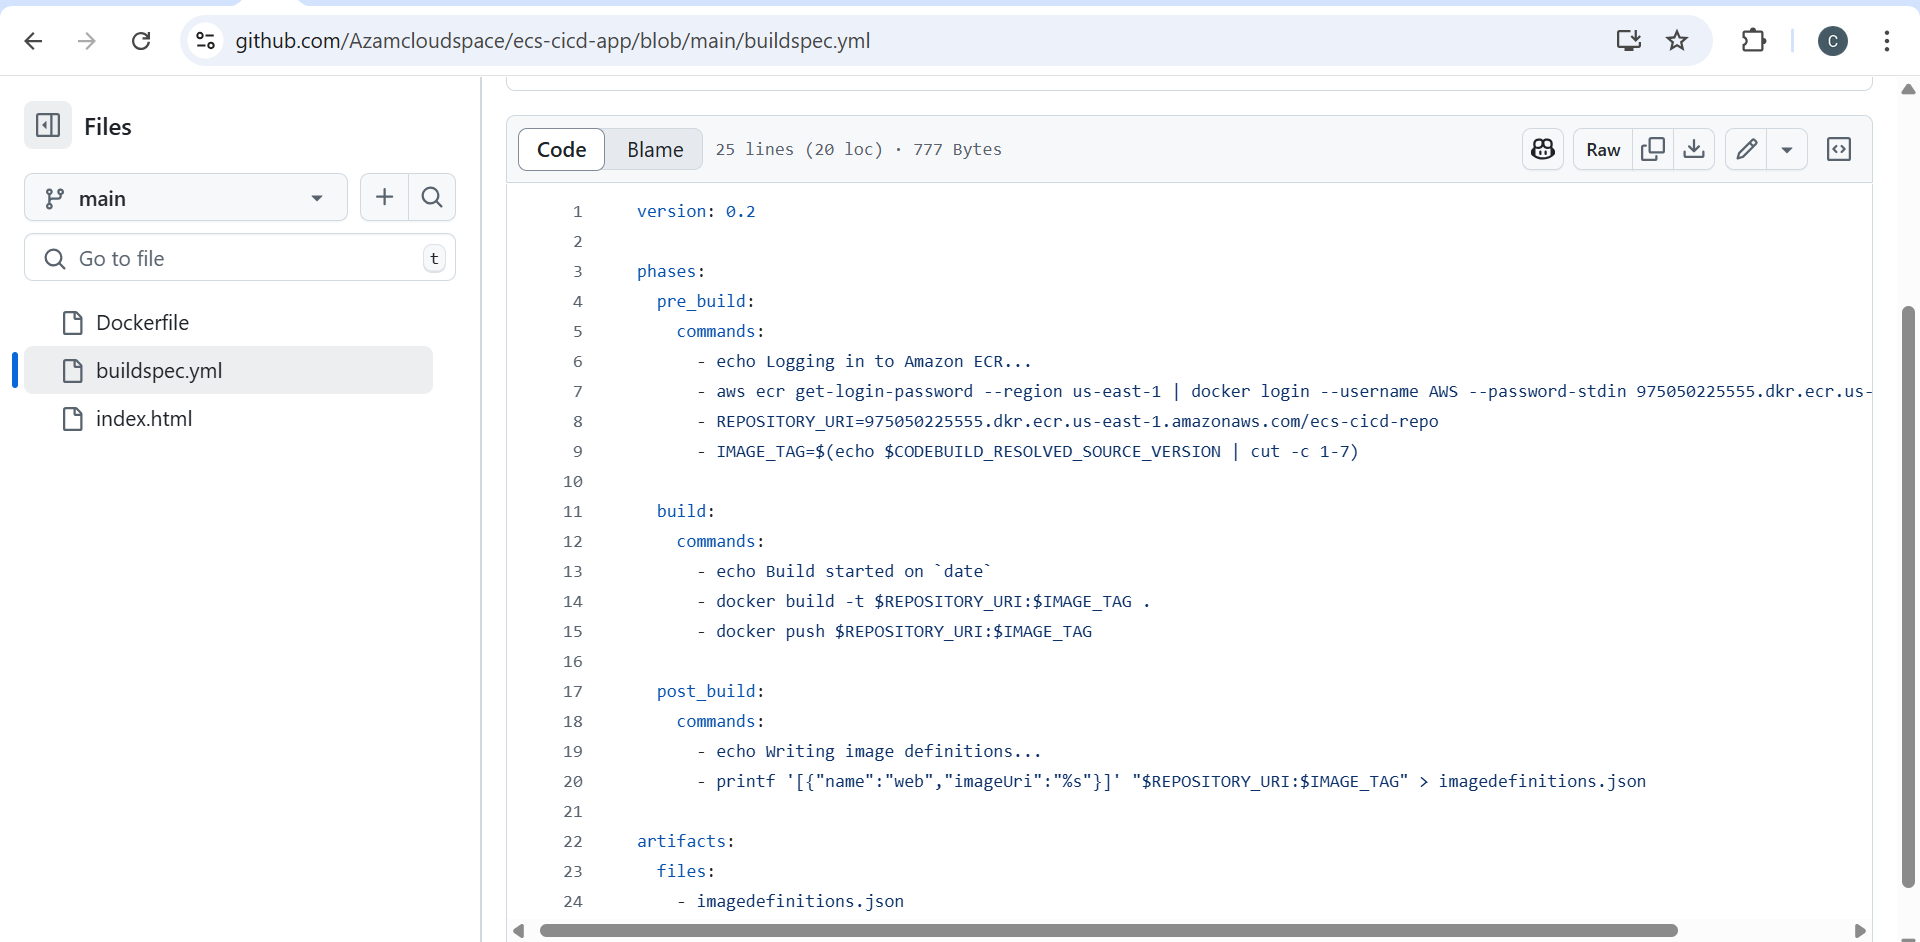 github.com/Azamcloudspace/ecs-cicd-app/blob/main/buildspec.yml
C
Files
main
Go to file
t
Dockerfile
buildspec.yml
index.html
Code
Blame
25 lines (20 loc) · 777 Bytes
Raw
1 version: 0.2
2
3 phases:
4   pre_build:
5     commands:
6       - echo Logging in to Amazon ECR...
7       - aws ecr get-login-password --region us-east-1 | docker login --username AWS --password-stdin 975050225555.dkr.ecr.us-
8       - REPOSITORY_URI=975050225555.dkr.ecr.us-east-1.amazonaws.com/ecs-cicd-repo
9       - IMAGE_TAG=$(echo $CODEBUILD_RESOLVED_SOURCE_VERSION | cut -c 1-7)
10
11   build:
12     commands:
13       - echo Build started on `date`
14       - docker build -t $REPOSITORY_URI:$IMAGE_TAG .
15       - docker push $REPOSITORY_URI:$IMAGE_TAG
16
17   post_build:
18     commands:
19       - echo Writing image definitions...
20       - printf '[{"name":"web","imageUri":"%s"}]' "$REPOSITORY_URI:$IMAGE_TAG" > imagedefinitions.json
21
22 artifacts:
23   files:
24     - imagedefinitions.json